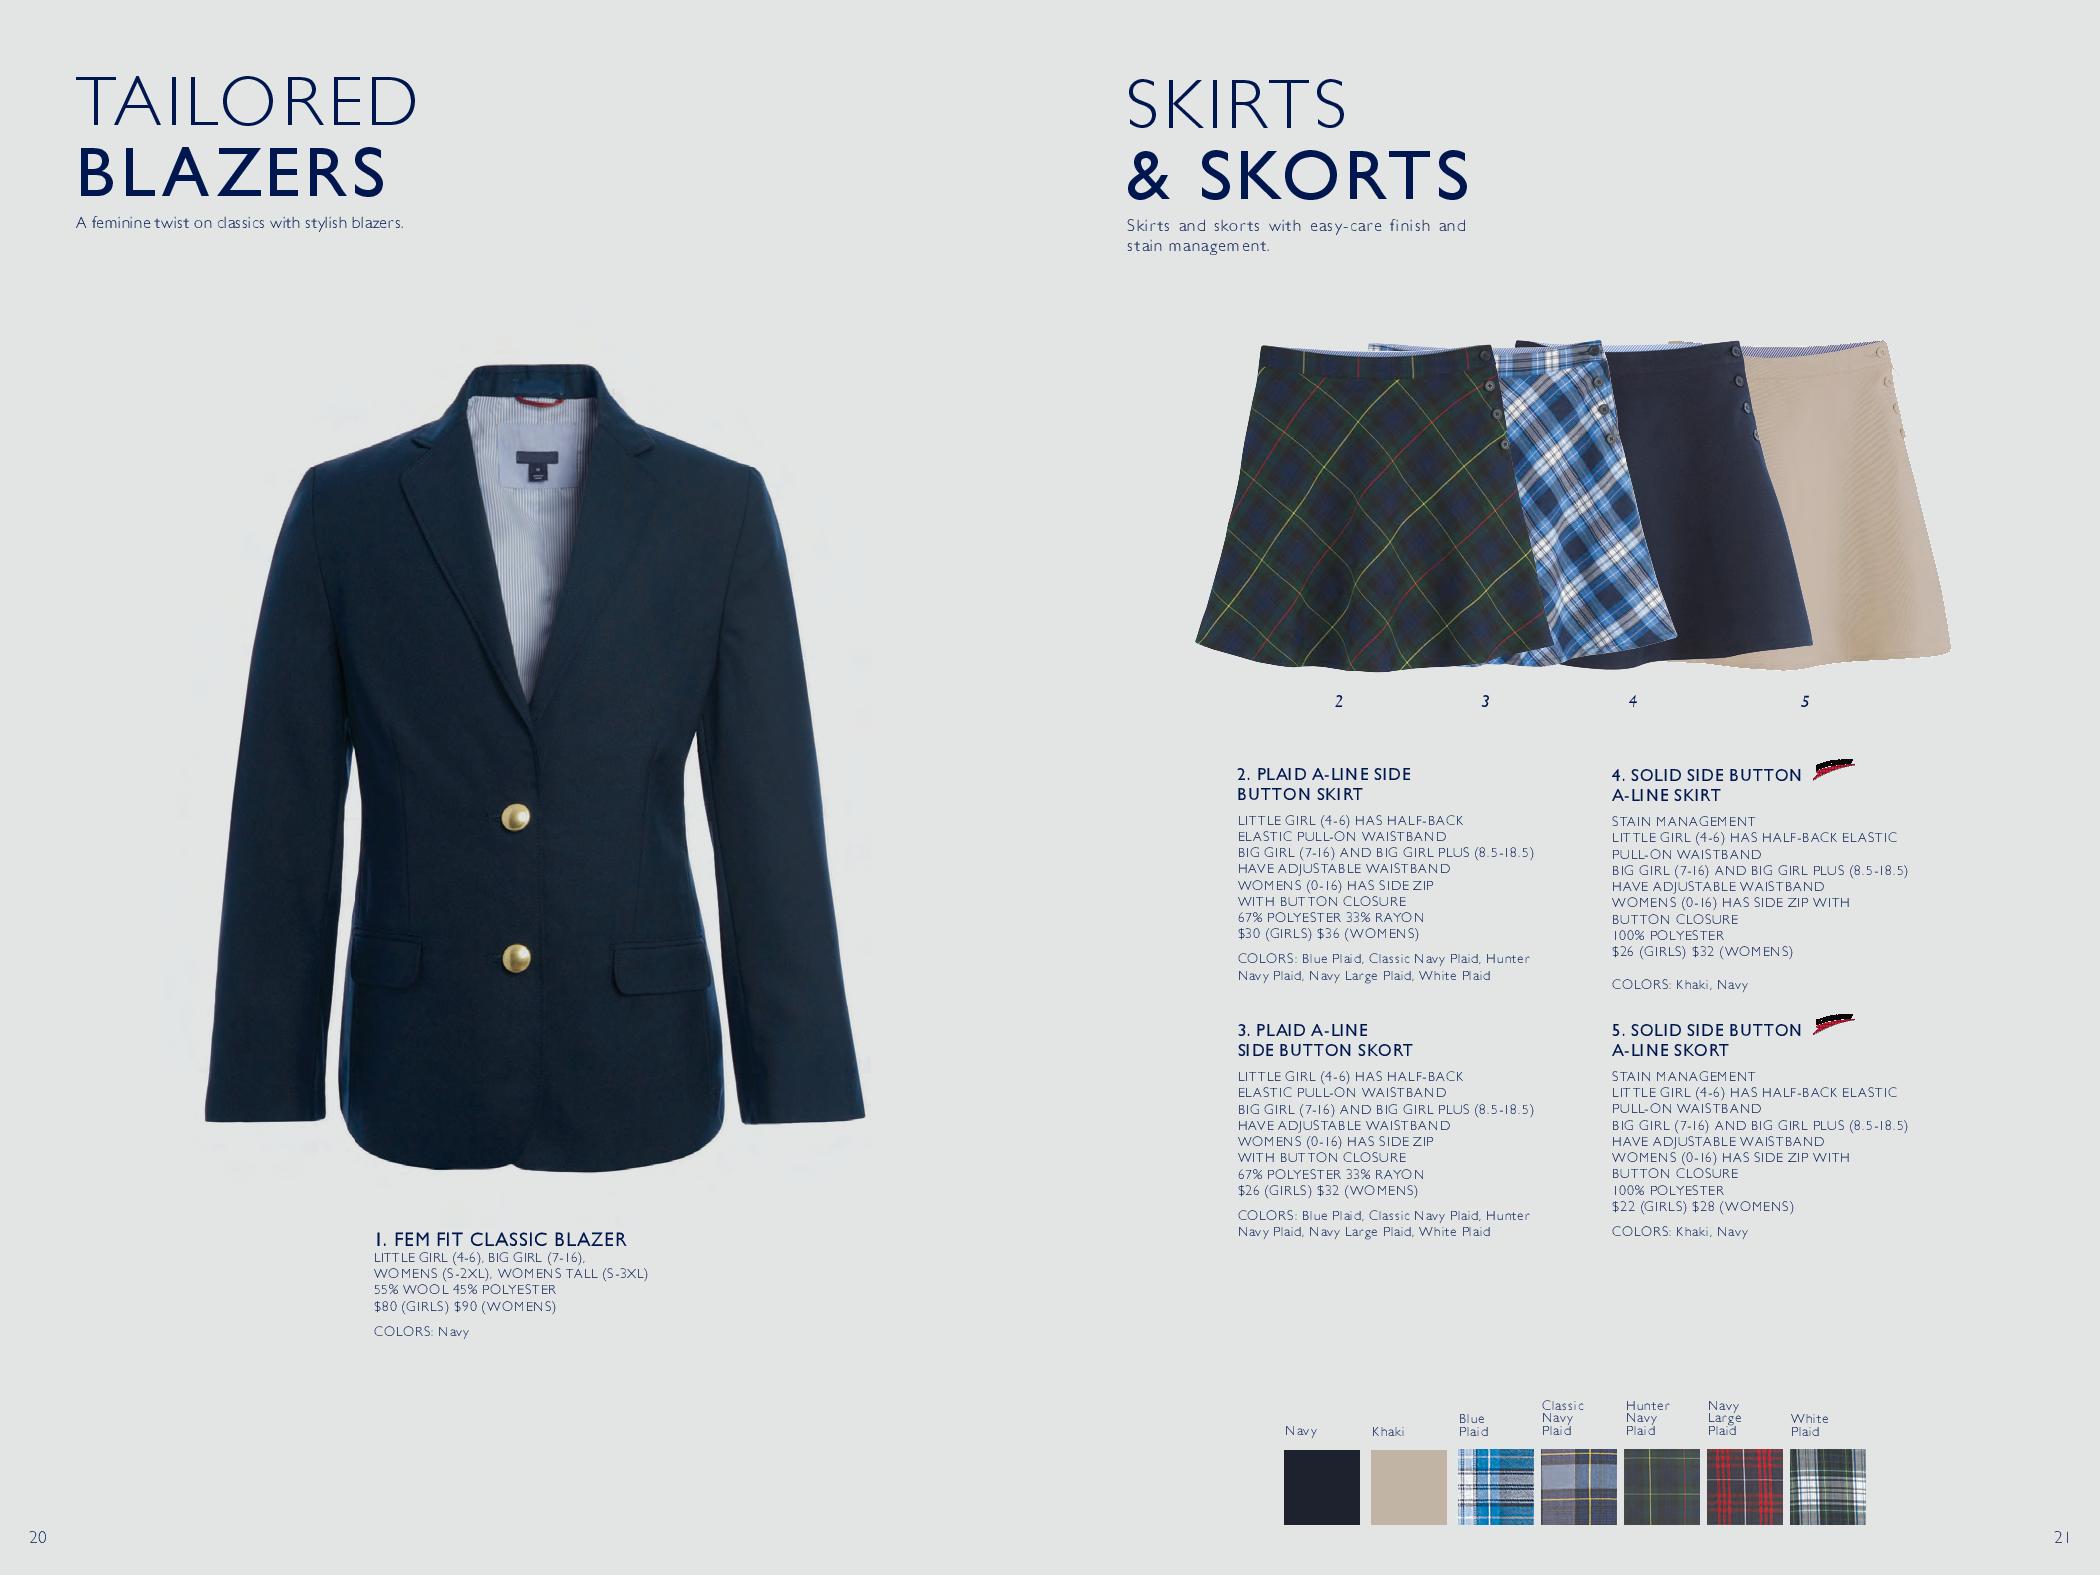 TAILORED
BLAZERS
A feminine twist on classics with stylish blazers.
1. FEM FIT CLASSIC BLAZER
LITTLE GIRL (4-6), BIG GIRL (7-16),
WOMENS (S-2XL), WOMENS TALL (S-3XL)
55% WOOL 45% POLYESTER
$80 (GIRLS) $90 (WOMENS)
COLORS: Navy
20
SKIRTS
& SKORTS
Skirts and skorts with easy-care finish and
stain management.
2
3
4
5
2. PLAID A-LINE SIDE
BUTTON SKIRT
LITTLE GIRL (4-6) HAS HALF-BACK
ELASTIC PULL-ON WAISTBAND
BIG GIRL (7-16) AND BIG GIRL PLUS (8.5-18.5)
HAVE ADJUSTABLE WAISTBAND
WOMENS (0-16) HAS SIDE ZIP
WITH BUTTON CLOSURE
67% POLYESTER 33% RAYON
$30 (GIRLS) $36 (WOMENS)
COLORS: Blue Plaid, Classic Navy Plaid, Hunter
Navy Plaid, Navy Large Plaid, White Plaid
3. PLAID A-LINE
SIDE BUTTON SKORT
LITTLE GIRL (4-6) HAS HALF-BACK
ELASTIC PULL-ON WAISTBAND
BIG GIRL (7-16) AND BIG GIRL PLUS (8.5-18.5)
HAVE ADJUSTABLE WAISTBAND
WOMENS (0-16) HAS SIDE ZIP
WITH BUTTON CLOSURE
67% POLYESTER 33% RAYON
$26 (GIRLS) $32 (WOMENS)
COLORS: Blue Plaid, Classic Navy Plaid, Hunter
Navy Plaid, Navy Large Plaid, White Plaid
4. SOLID SIDE BUTTON
A-LINE SKIRT
STAIN MANAGEMENT
LITTLE GIRL (4-6) HAS HALF-BACK ELASTIC
PULL-ON WAISTBAND
BIG GIRL (7-16) AND BIG GIRL PLUS (8.5-18.5)
HAVE ADJUSTABLE WAISTBAND
WOMENS (0-16) HAS SIDE ZIP WITH
BUTTON CLOSURE
100% POLYESTER
$26 (GIRLS) $32 (WOMENS)
COLORS: Khaki, Navy
5. SOLID SIDE BUTTON
A-LINE SKORT
STAIN MANAGEMENT
LITTLE GIRL (4-6) HAS HALF-BACK ELASTIC
PULL-ON WAISTBAND
BIG GIRL (7-16) AND BIG GIRL PLUS (8.5-18.5)
HAVE ADJUSTABLE WAISTBAND
WOMENS (0-16) HAS SIDE ZIP WITH
BUTTON CLOSURE
100% POLYESTER
$22 (GIRLS) $28 (WOMENS)
COLORS: Khaki, Navy
Navy
Khaki
Blue
Plaid
Classic
Navy
Plaid
Hunter
Navy
Plaid
Navy
Large
Plaid
White
Plaid
21